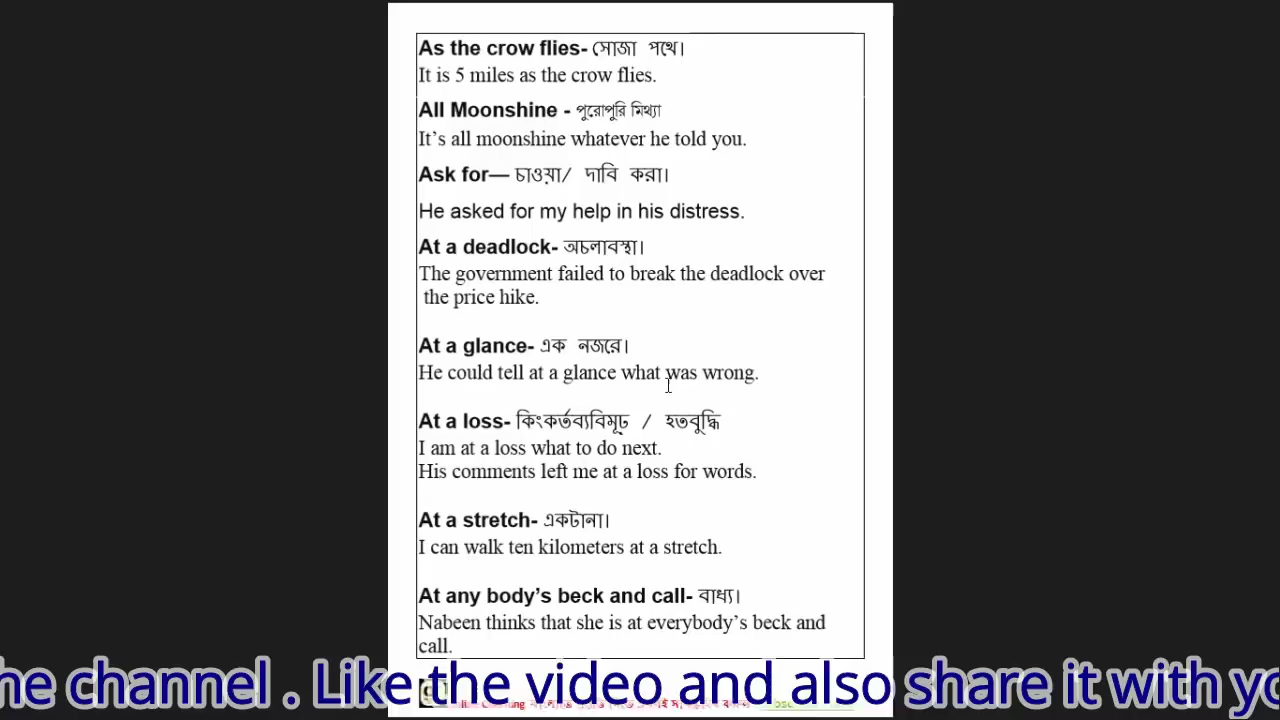 As the crow flies- সোজা পথে।
It is 5 miles as the crow flies.
All Moonshine - পুরোপুরি মিথ্যা
It’s all moonshine whatever he told you.
Ask for— চাওয়া/ দাবি করা।
He asked for my help in his distress.
At a deadlock- অচলাবস্থা।
The government failed to break the deadlock over
the price hike.
At a glance- এক নজরে।
He could tell at a glance what was wrong.
At a loss- কিংকর্তব্যবিমূঢ় / হতবুদ্ধি
I am at a loss what to do next.
His comments left me at a loss for words.
At a stretch- একটানা।
I can walk ten kilometers at a stretch.
At any body’s beck and call- বাধ্য।
Nabeen thinks that she is at everybody’s beck and
call.
he channel . Like the video and also share it with yo